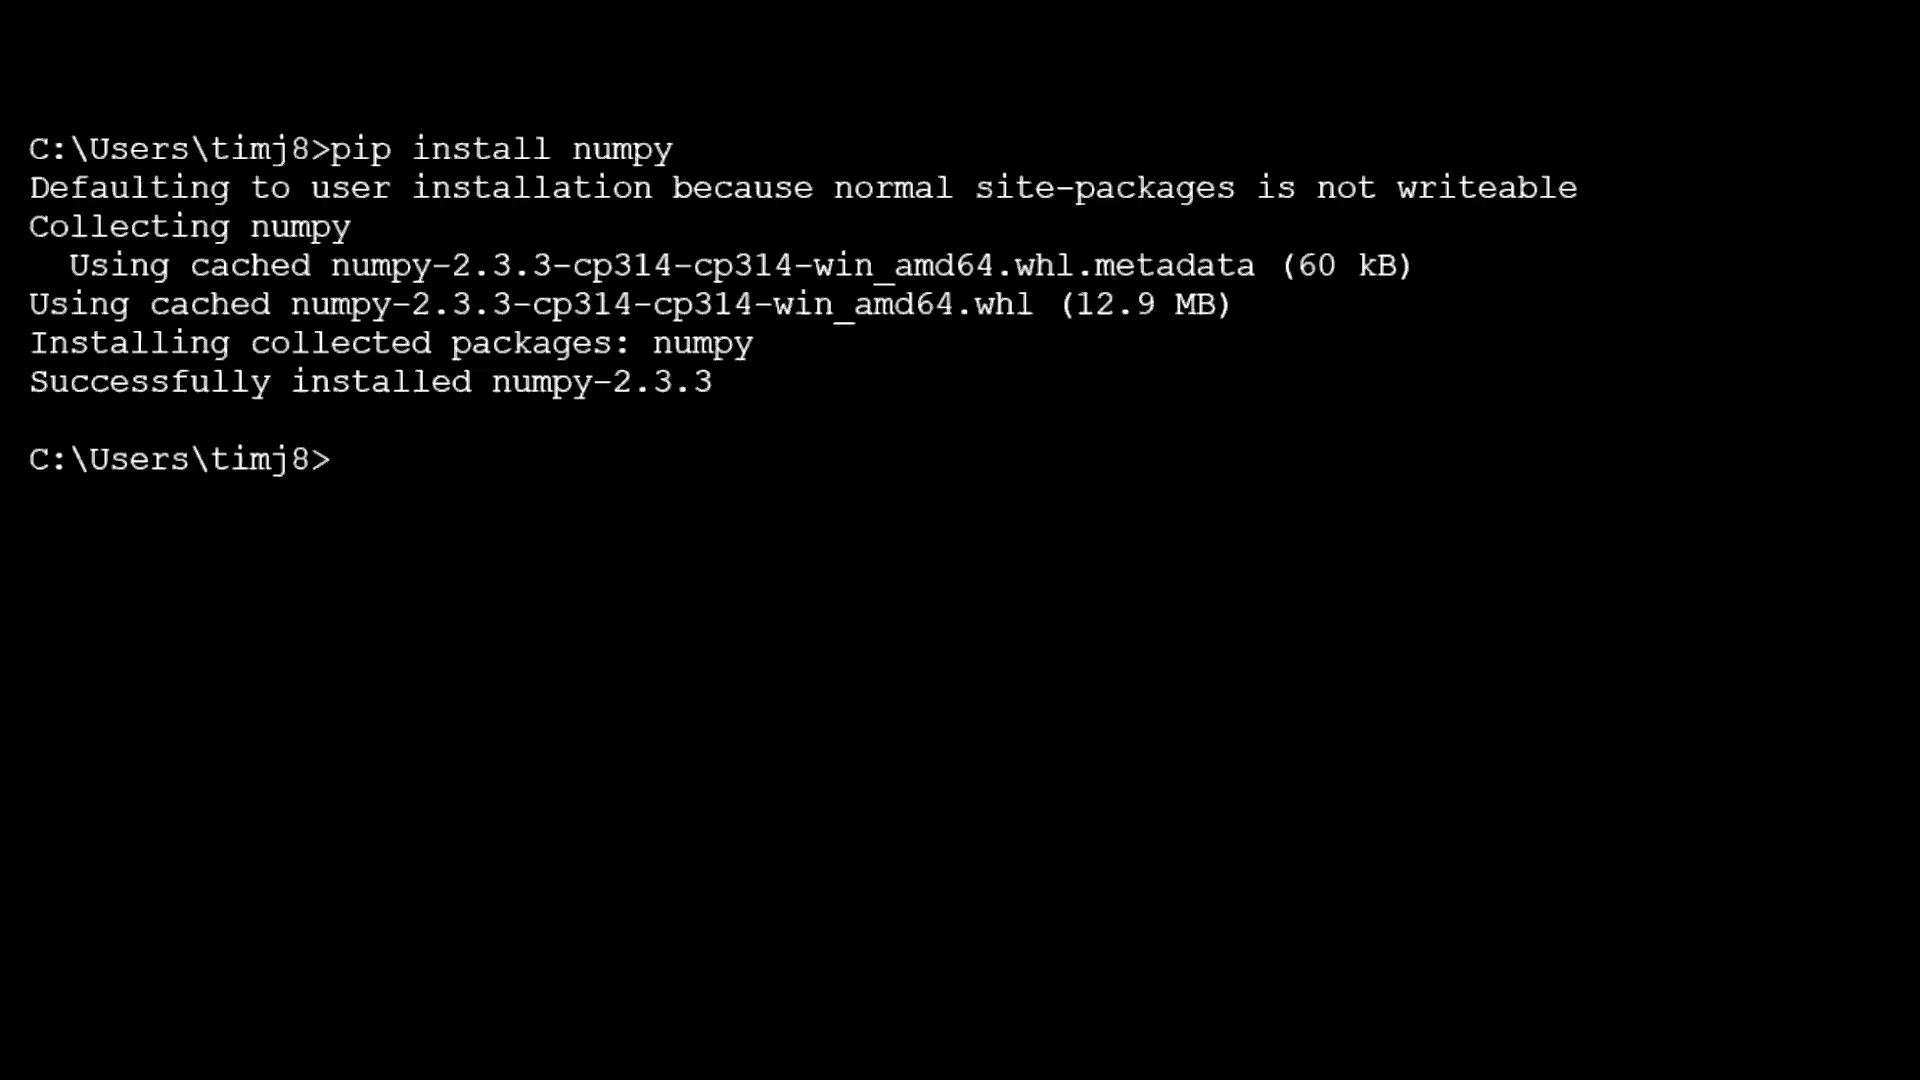 C:\Users\timj8>pip install numpy
Defaulting to user installation because normal site-packages is not writeable
Collecting numpy
  Using cached numpy-2.3.3-cp314-cp314-win_amd64.whl.metadata (60 kB)
Using cached numpy-2.3.3-cp314-cp314-win_amd64.whl (12.9 MB)
Installing collected packages: numpy
Successfully installed numpy-2.3.3
C:\Users\timj8>